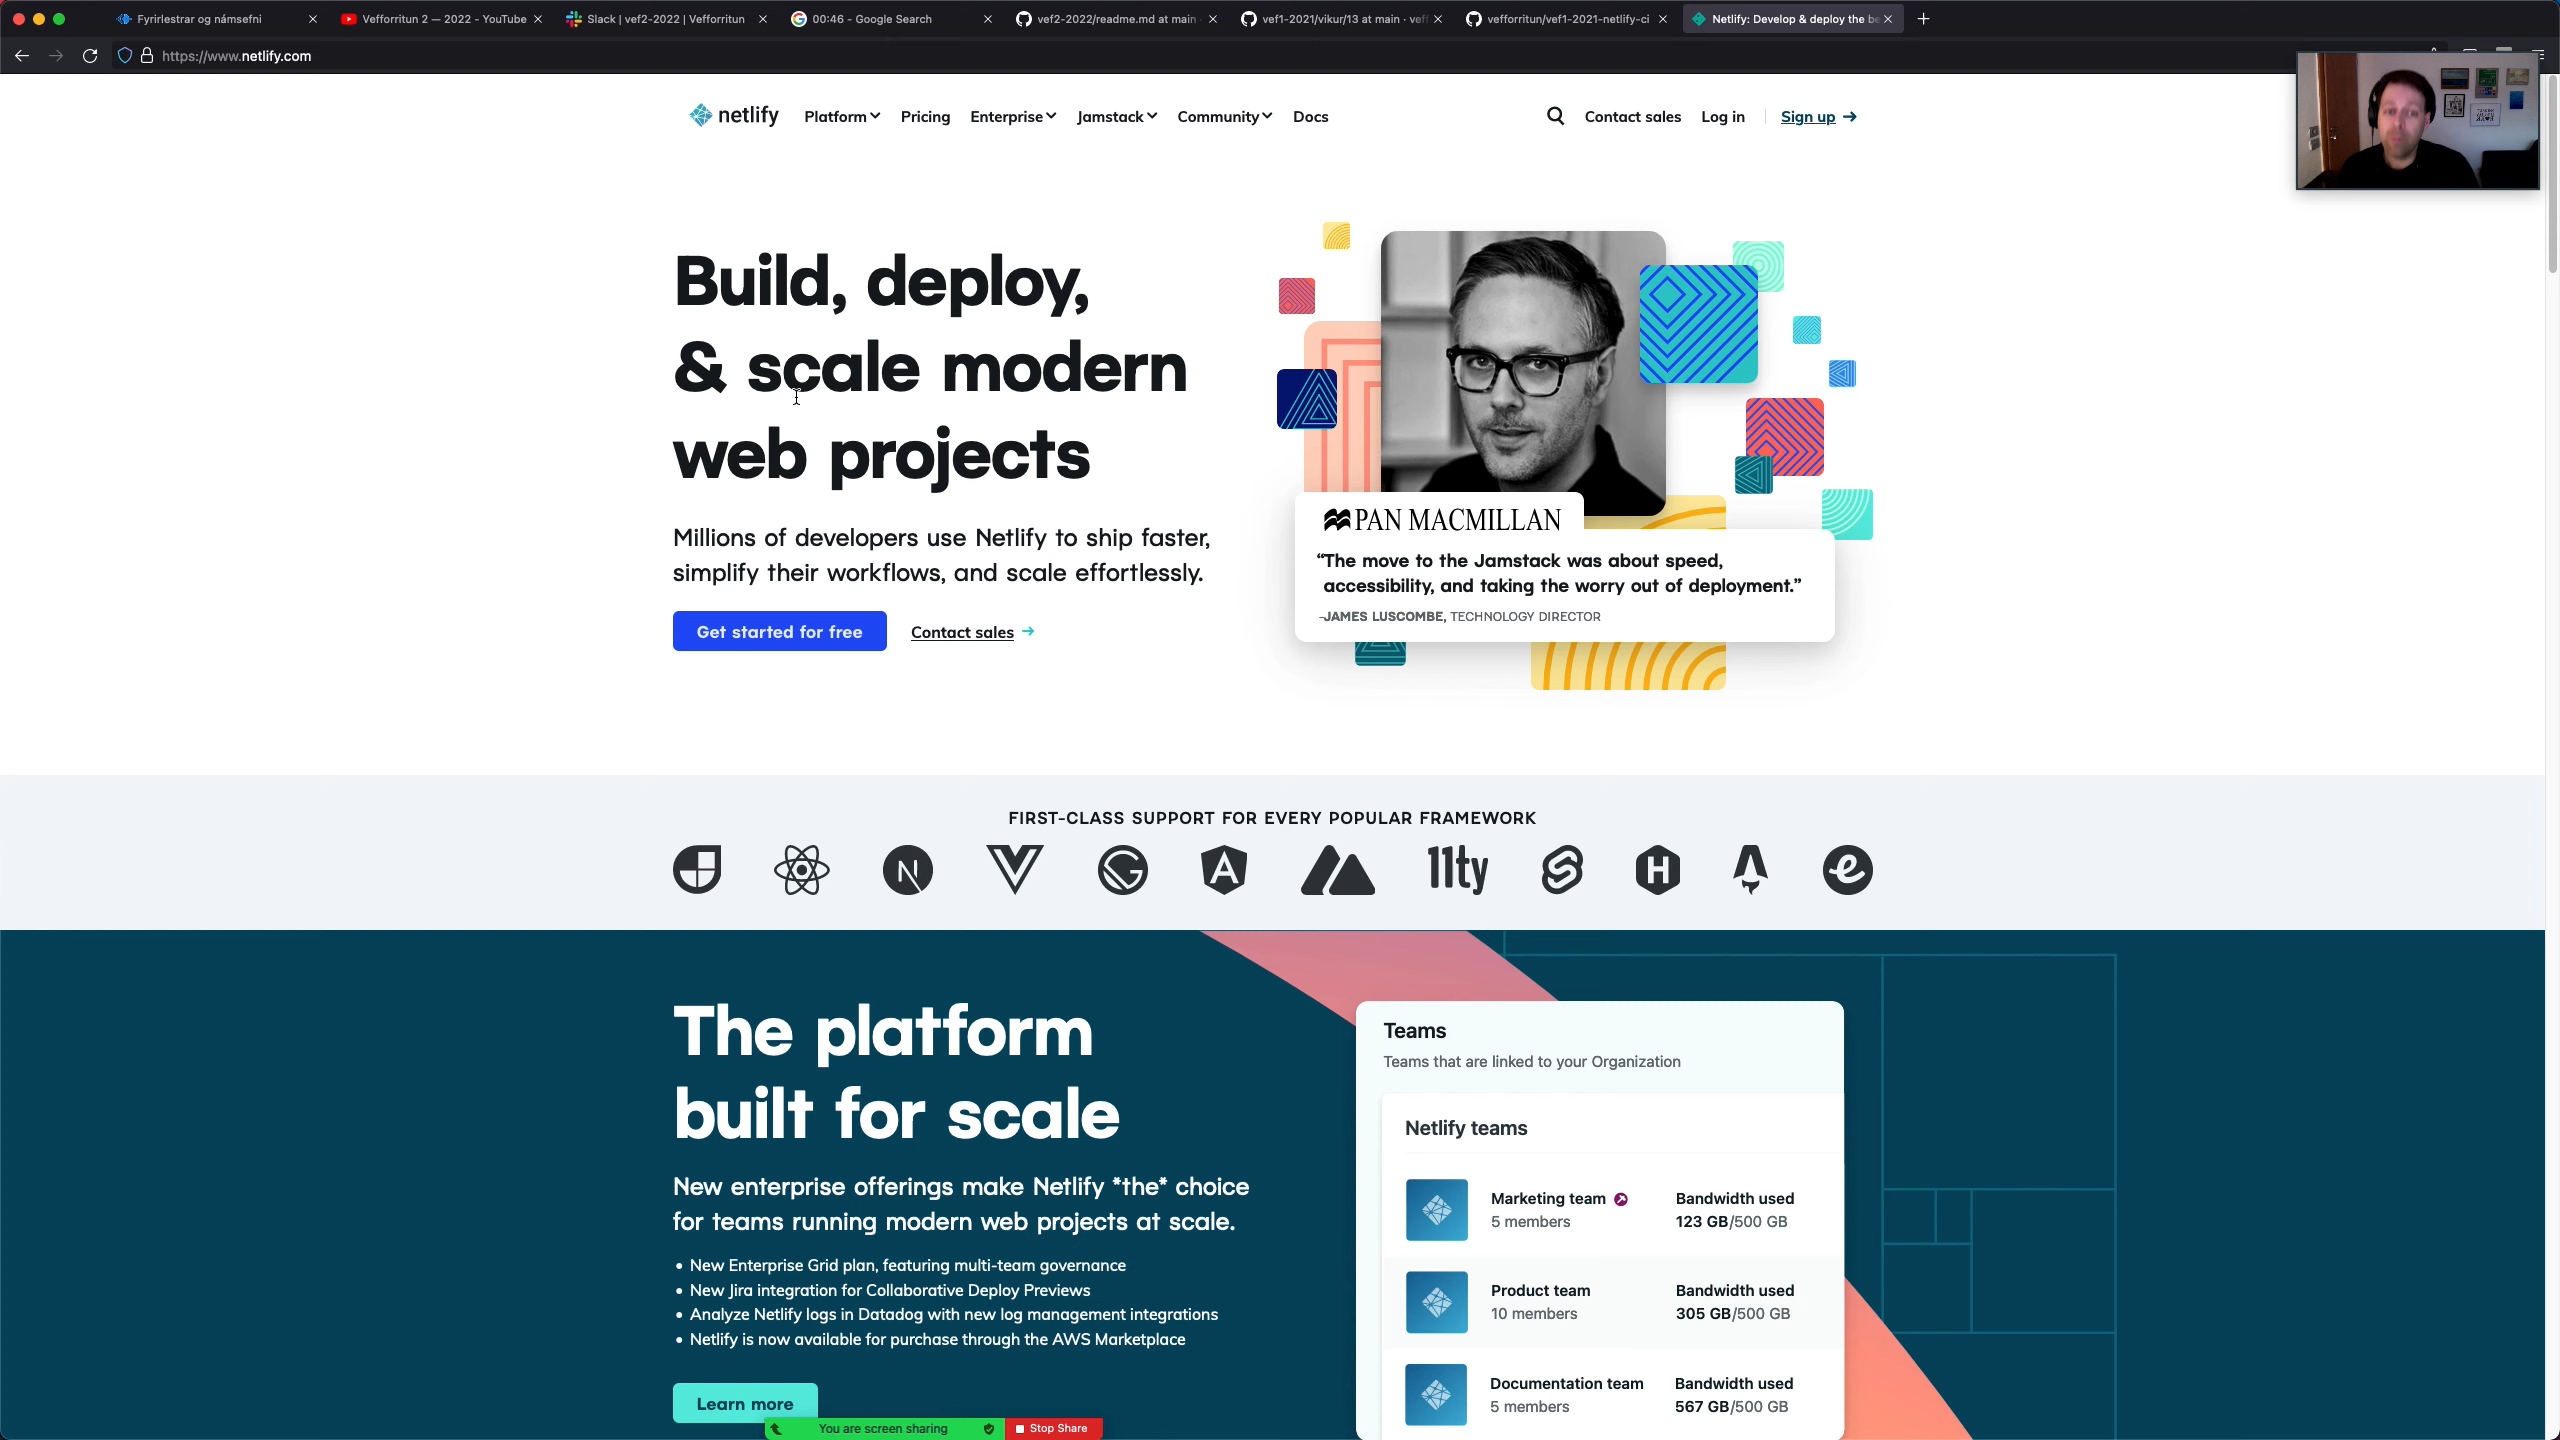 Fyrirlestrar og námsefni
Vefforritun 2 — 2022 - YouTube
Slack | vef2-2022 | Vefforritun
00:46 - Google Search
vef2-2022/readme.md at main
vef1-2021/vikur/13 at main · vef
vefforritun/vef1-2021-netlify-ci
Netlify: Develop & deploy the be
https://www.netlify.com
netlify
Platform
Pricing
Enterprise
Jamstack
Community
Docs
Contact sales
Log in
Sign up →
Build, deploy,
& scale modern
web projects
Millions of developers use Netlify to ship faster,
simplify their workflows, and scale effortlessly.
Get started for free
Contact sales →
PAN MACMILLAN
“The move to the Jamstack was about speed,
accessibility, and taking the worry out of deployment.”
–JAMES LUSCOMBE, TECHNOLOGY DIRECTOR
FIRST-CLASS SUPPORT FOR EVERY POPULAR FRAMEWORK
N
11ty
H
The platform
built for scale
New enterprise offerings make Netlify *the* choice
for teams running modern web projects at scale.
• New Enterprise Grid plan, featuring multi-team governance
• New Jira integration for Collaborative Deploy Previews
• Analyze Netlify logs in Datadog with new log management integrations
• Netlify is now available for purchase through the AWS Marketplace
Learn more
Teams
Teams that are linked to your Organization
Netlify teams
Marketing team
5 members
Bandwidth used
123 GB/500 GB
Product team
10 members
Bandwidth used
305 GB/500 GB
Documentation team
5 members
Bandwidth used
567 GB/500 GB
You are screen sharing
Stop Share